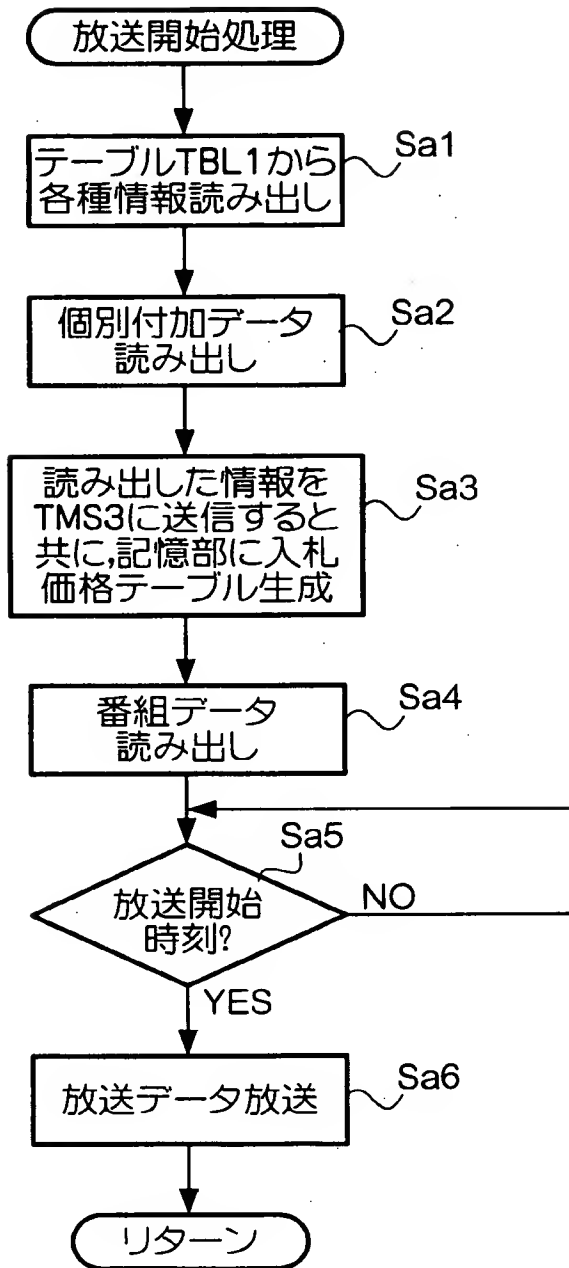 放送開始処理
テーブルTBL1から
各種情報読み出し
Sa1
個別付加データ
読み出し
Sa2
読み出した情報を
TMS3に送信すると
共に,記憶部に入札
価格テーブル生成
Sa3
番組データ
読み出し
Sa4
Sa5
放送開始
時刻?
NO
YES
放送データ放送
Sa6
リターン